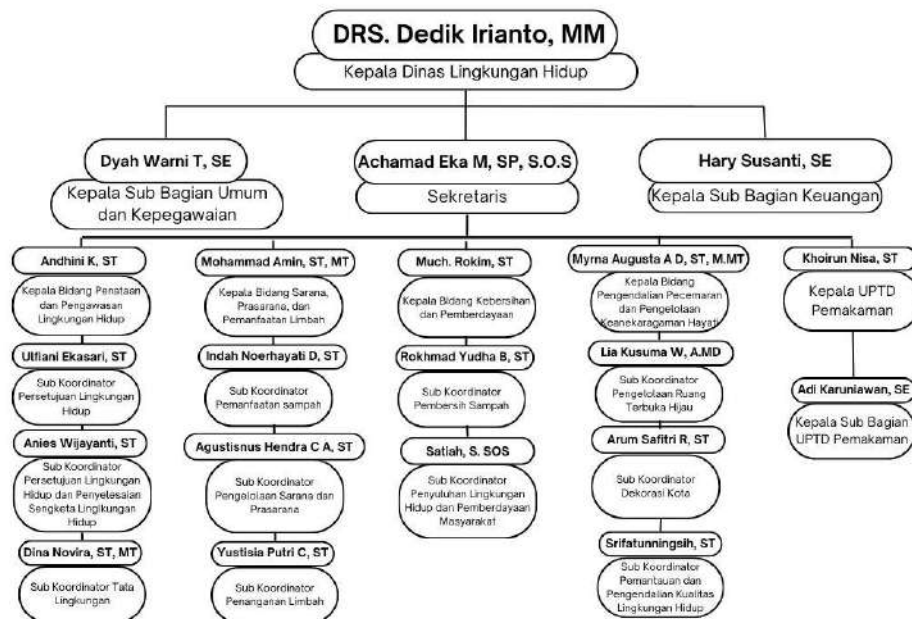 DRS. Dedik Irianto, MM
Kepala Dinas Lingkungan Hidup
Dyah Warni T, SE
Kepala Sub Bagian Umum
dan Kepegawaian
Achamad Eka M, SP, S.O.S
Sekretaris
Hary Susanti, SE
Kepala Sub Bagian Keuangan
Andhini K, ST
Kepala Bidang Penataan
dan Pengawasan
Lingkungan Hidup
Ulfiani Ekasari, ST
Sub Koordinator
Persetujuan Lingkungan
Hidup
Anies Wijayanti, ST
Sub Koordinator
Persetujuan Lingkungan
Hidup dan Penyelesaian
Sengketa Lingkungan
Hidup
Dina Novira, ST, MT
Sub Koordinator Tata
Lingkungan
Mohammad Amin, ST, MT
Kepala Bidang Sarana,
Prasarana, dan
Pemanfaatan Limbah
Indah Noerhayati D, ST
Sub Koordinator
Pemanfaatan sampah
Agustisnus Hendra C A, ST
Sub Koordinator
Pengelolaan Sarana dan
Prasarana
Yustisia Putri C, ST
Sub Koordinator
Penanganan Limbah
Much. Rokim, ST
Kepala Bidang Kebersihan
dan Pemberdayaan
Rokhmad Yudha B, ST
Sub Koordinator
Pembersih Sampah
Satiah, S. SOS
Sub Koordinator
Penyuluhan Lingkungan
Hidup dan Pemberdayaan
Masyarakat
Myrna Augusta A D, ST, M.MT
Kepala Bidang
Pengendalian Pecemaran
dan Pengelolaan
Keanekaragaman Hayati
Lia Kusuma W, A.MD
Sub Koordinator
Pengelolaan Ruang
Terbuka Hijau
Arum Safitri R, ST
Sub Koordinator
Dekorasi Kota
Srifatunningsih, ST
Sub Koordinator
Pemantauan dan
Pengendalian Kualitas
Lingkungan Hidup
Khoirun Nisa, ST
Kepala UPTD
Pemakaman
Adi Karuniawan, SE
Kepala Sub Bagian
UPTD Pemakaman